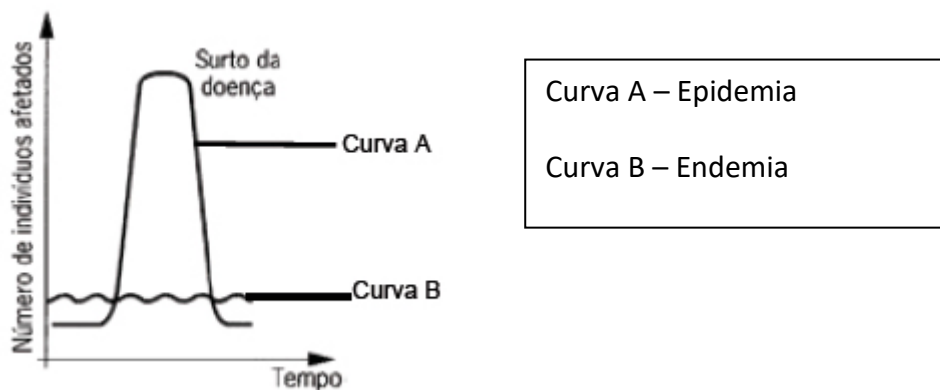 Número de indivíduos afetados
Surto da
doença
Curva A
Curva B
Tempo
Curva A – Epidemia
Curva B – Endemia